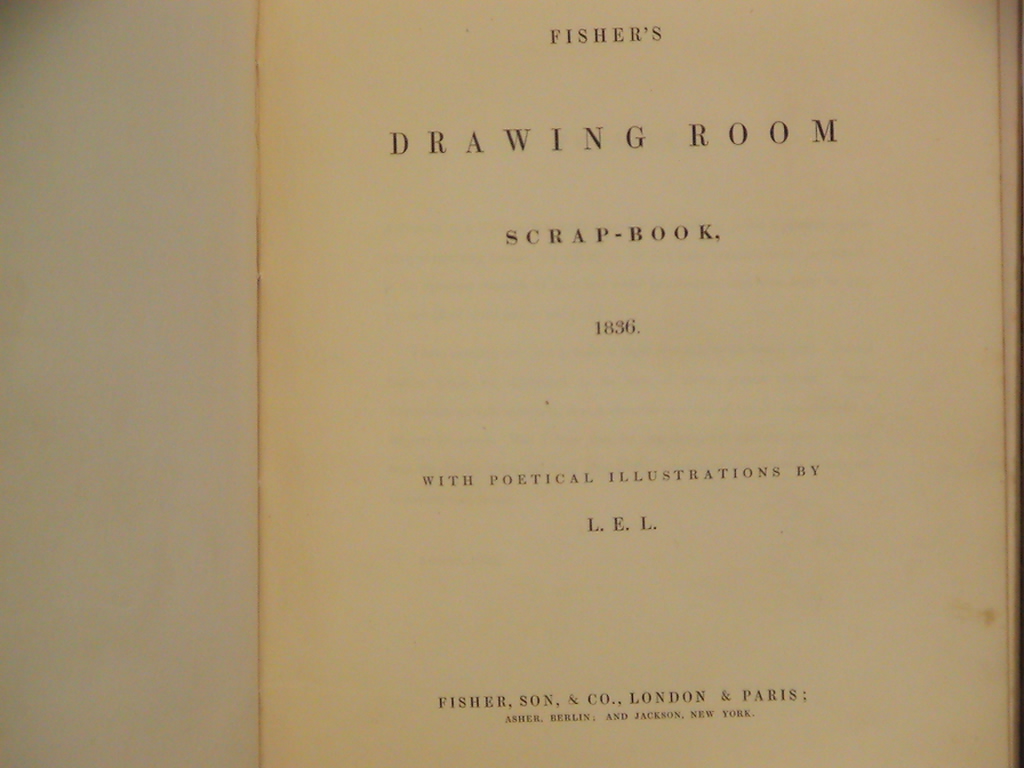 FISHER'S
DRAWING ROOM
SCRAP-BOOK,
1836.
WITH POETICAL ILLUSTRATIONS BY
L. E. L.
FISHER, SON, & CO., LONDON & PARIS;
ASHER, BERLIN; AND JACKSON, NEW YORK.